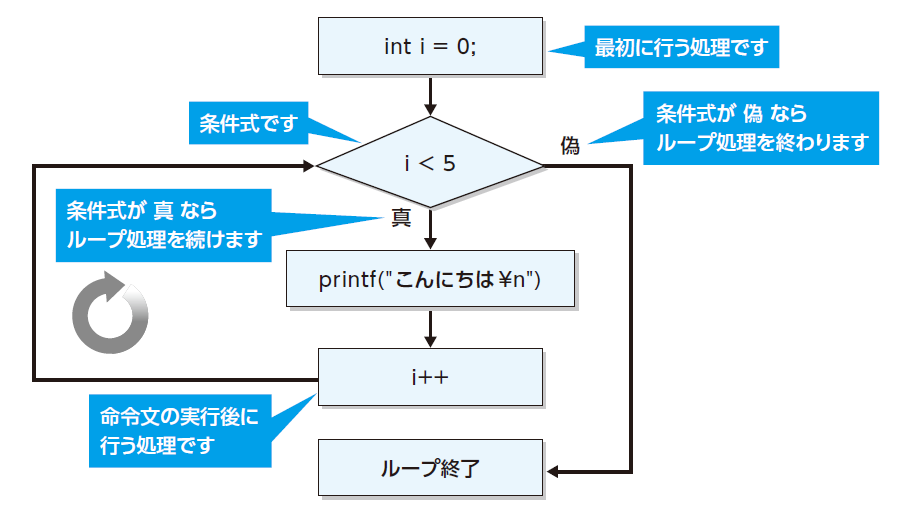 int i = 0;
最初に行う処理です
条件式です
i < 5
偽
条件式が 偽 なら
ループ処理を終わります
条件式が 真 なら
ループ処理を続けます
真
printf("こんにちは¥n")
i++
命令文の実行後に
行う処理です
ループ終了